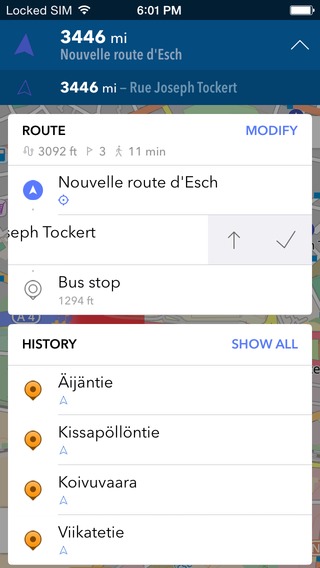 Locked SIM 6:01 PM
3446 mi
Nouvelle route d'Esch
3446 mi – Rue Joseph Tockert
ROUTE MODIFY
3092 ft 3 11 min
Nouvelle route d'Esch
seph Tockert
Bus stop
1294 ft
A 4
HISTORY SHOW ALL
Äijäntie
Kissapöllöntie
Koivuvaara
Viikatetie